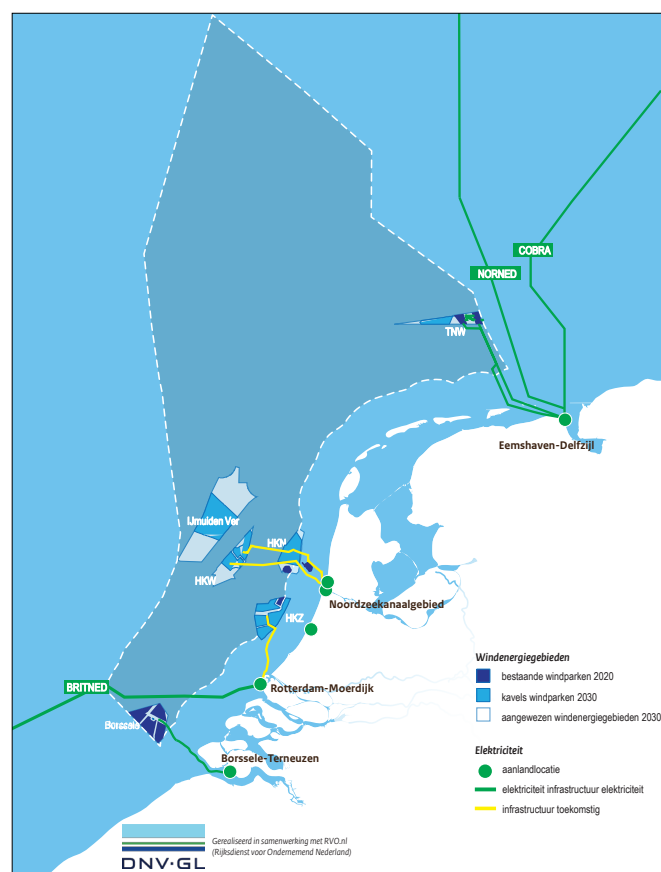 COBRA
NORNED
TNW
Eemshaven-Delfzijl
IJmuiden Ver
HKN
HKW
Noordzeekanaalgebied
HKZ
BRITNED
Rotterdam-Moerdijk
Borssele
Borssele-Terneuzen
Windenergiegebieden
bestaande windparken 2020
kavels windparken 2030
aangewezen windenergiegebieden 2030
Elektriciteit
aanlandlocatie
elektriciteit infrastructuur elektriciteit
infrastructuur toekomstig
Gerealiseerd in samenwerking met RVO.nl
(Rijksdienst voor Ondernemend Nederland)
DNV·GL